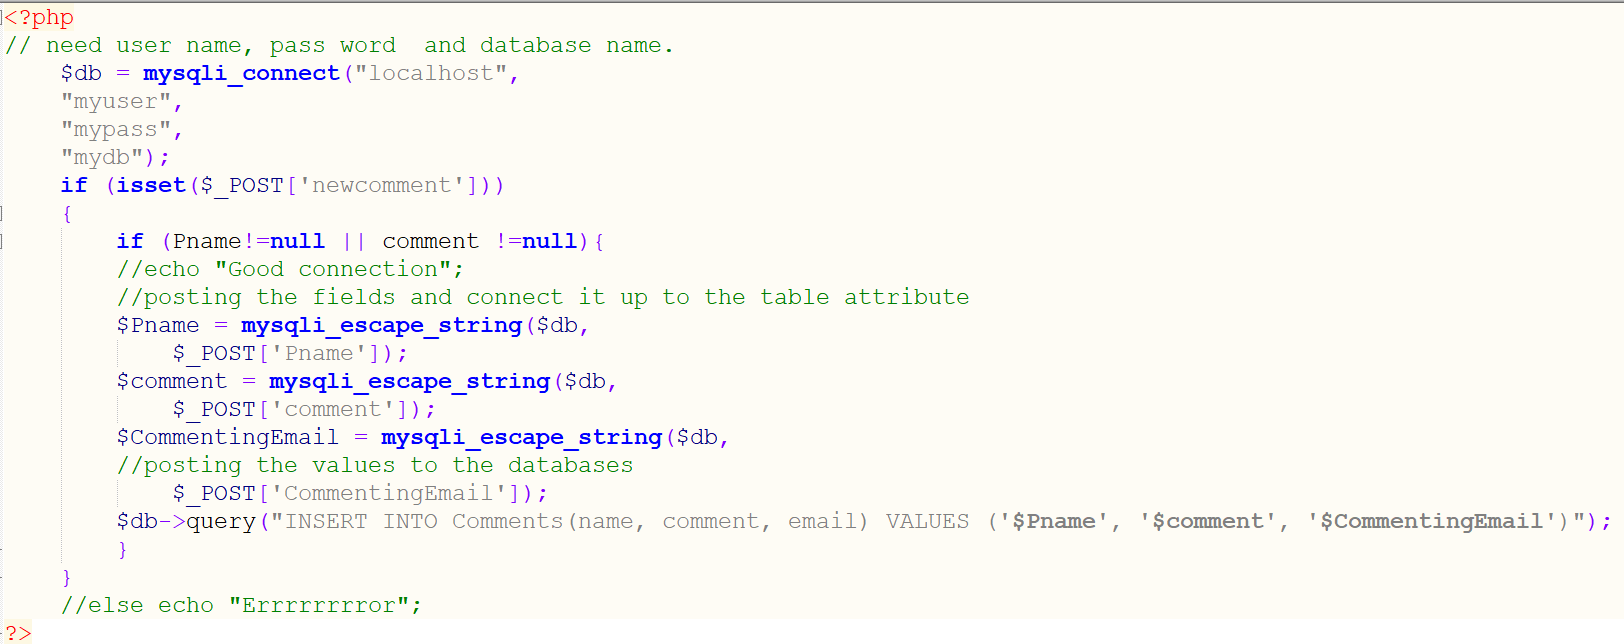 <?php
// need user name, pass word  and database name.
    $db = mysqli_connect("localhost",
    "myuser",
    "mypass",
    "mydb");
    if (isset($_POST['newcomment']))
    {
        if (Pname!=null || comment !=null){
        //echo "Good connection";
        //posting the fields and connect it up to the table attribute
        $Pname = mysqli_escape_string($db,
            $_POST['Pname']);
        $comment = mysqli_escape_string($db,
            $_POST['comment']);
        $CommentingEmail = mysqli_escape_string($db,
        //posting the values to the databases
            $_POST['CommentingEmail']);
        $db->query("INSERT INTO Comments(name, comment, email) VALUES ('$Pname', '$comment', '$CommentingEmail')");
        }
    }
    //else echo "Errrrrrrror";
?>